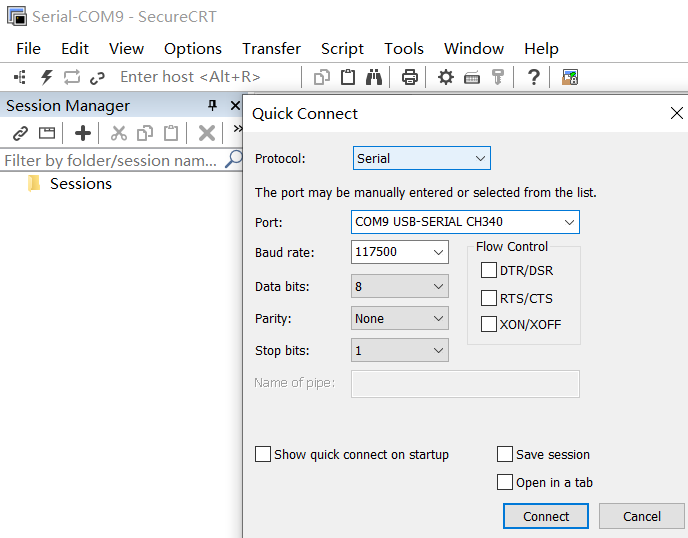 Serial-COM9 - SecureCRT
File Edit View Options Transfer Script Tools Window Help
Enter host <Alt+R>
Session Manager
Filter by folder/session nam...
Sessions
Quick Connect
Protocol: Serial
The port may be manually entered or selected from the list.
Port: COM9 USB-SERIAL CH340
Baud rate: 117500
Flow Control
DTR/DSR
Data bits: 8
RTS/CTS
Parity: None
XON/XOFF
Stop bits: 1
Name of pipe:
Show quick connect on startup
Save session
Open in a tab
Connect Cancel